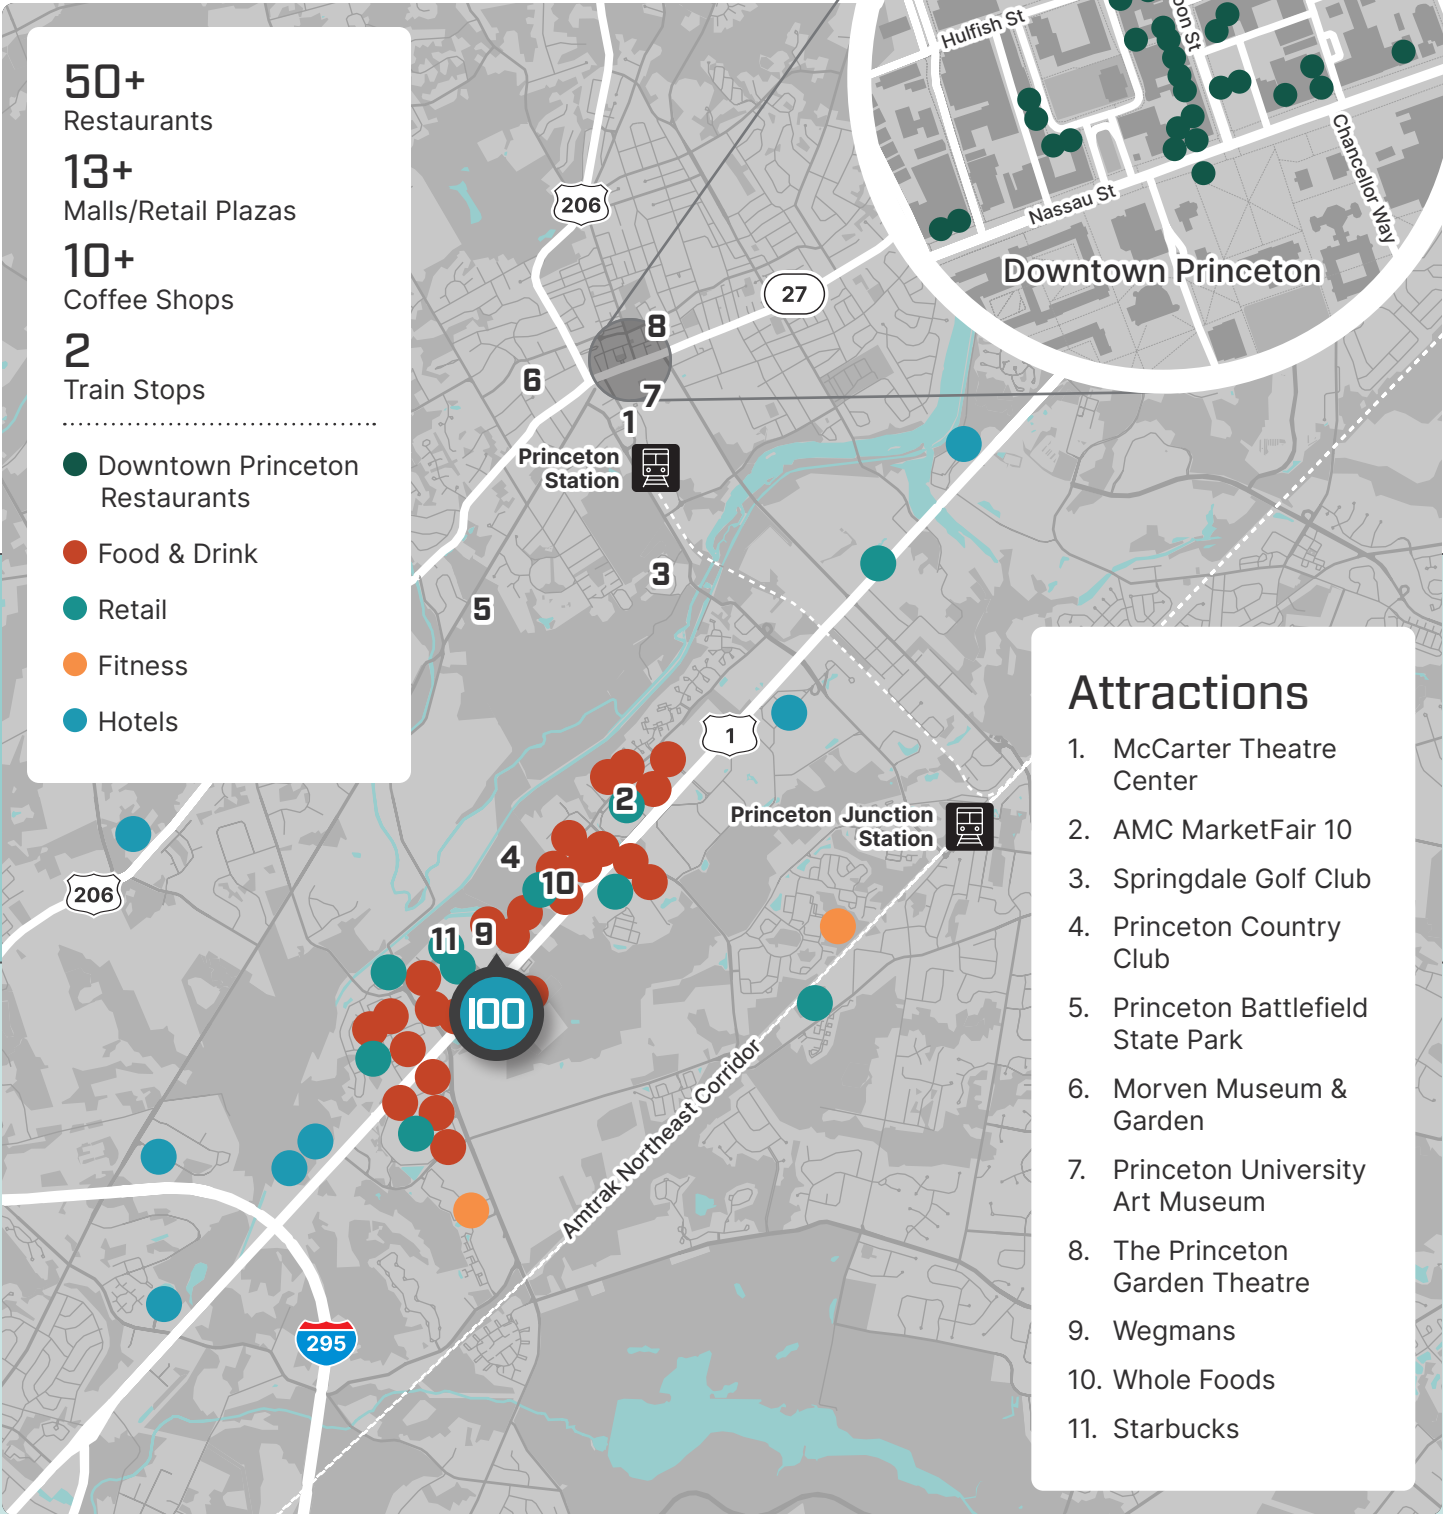 50+
Restaurants
13+
Malls/Retail Plazas
10+
Coffee Shops
2
Train Stops
Downtown Princeton
Restaurants
Food & Drink
Retail
Fitness
Hotels
Hulfish St
oon St
Nassau St
Chancellor Way
Downtown Princeton
206
27
8
6
7
1
Princeton
Station
3
5
1
2
Princeton Junction
Station
4
10
206
11
9
100
Amtrak Northeast Corridor
295
Attractions
1. McCarter Theatre
Center
2. AMC MarketFair 10
3. Springdale Golf Club
4. Princeton Country
Club
5. Princeton Battlefield
State Park
6. Morven Museum &
Garden
7. Princeton University
Art Museum
8. The Princeton
Garden Theatre
9. Wegmans
10. Whole Foods
11. Starbucks